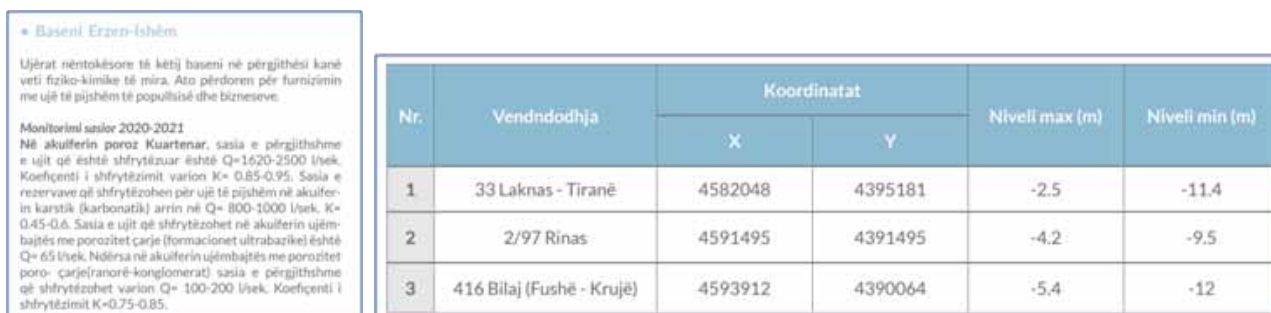 • Baseni Erzen-Ishëm
Ujërat nëntokësore të këtij baseni në përgjithësi kanë
veti fiziko-kimike të mira. Ato përdoren për furnizimin
me ujë të pijshëm të popullsisë dhe bizneseve.
Monitorimi sasior 2020-2021
Në akuiferin poroz Kuartenar, sasia e përgjithshme
e ujit që është shfrytëzuar është Q=1620-2500 l/sek.
Koefiçenti i shfrytëzimit varion K= 0.85-0.95. Sasia e
rezervave që shfrytëzohen për ujë të pijshëm në akuifer-
in karstik (karbonatik) arrin në Q= 800-1000 l/sek. K=
0.45-0.6. Sasia e ujit që shfrytëzohet në akuiferin ujëm-
bajtës me porozitet çarje (formacionet ultrabazike) është
Q= 65 l/sek. Ndërsa në akuiferin ujëmbajtës me porozitet
poro- çarje(ranorë-konglomerat) sasia e përgjithshme
që shfrytëzohet varion Q= 100-200 l/sek. Koefiçenti i
shfrytëzimit K=0.75-0.85.
Nr. Vendndodhja Koordinatat Niveli max (m) Niveli min (m)
X Y
1 33 Laknas - Tiranë 4582048 4395181 -2.5 -11.4
2 2/97 Rinas 4591495 4391495 -4.2 -9.5
3 416 Bilaj (Fushë - Krujë) 4593912 4390064 -5.4 -12